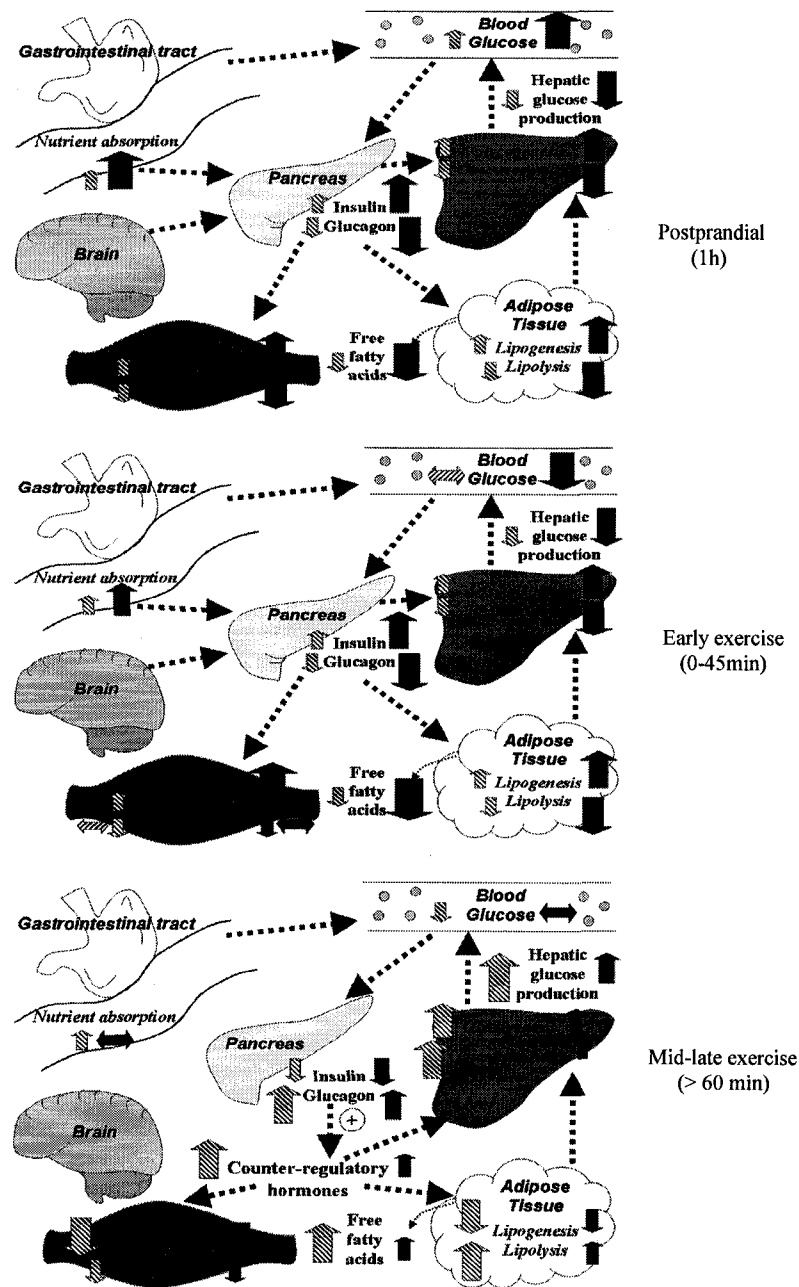 Gastrointestinal tract
Blood
Glucose
Hepatic
glucose
production
Nutrient absorption
Pancreas
Insulin
Glucagon
Brain
Free
fatty
acids
Adipose
Tissue
Lipogenesis
Lipolysis
Postprandial
(1h)
Gastrointestinal tract
Blood
Glucose
Hepatic
glucose
production
Nutrient absorption
Pancreas
Insulin
Glucagon
Brain
Free
fatty
acids
Adipose
Tissue
Lipogenesis
Lipolysis
Early exercise
(0-45min)
Gastrointestinal tract
Blood
Glucose
Hepatic
glucose
production
Nutrient absorption
Pancreas
Insulin
Glucagon
+
Brain
Counter-regulatory
hormones
Free
fatty
acids
Adipose
Tissue
Lipogenesis
Lipolysis
Mid-late exercise
(> 60 min)